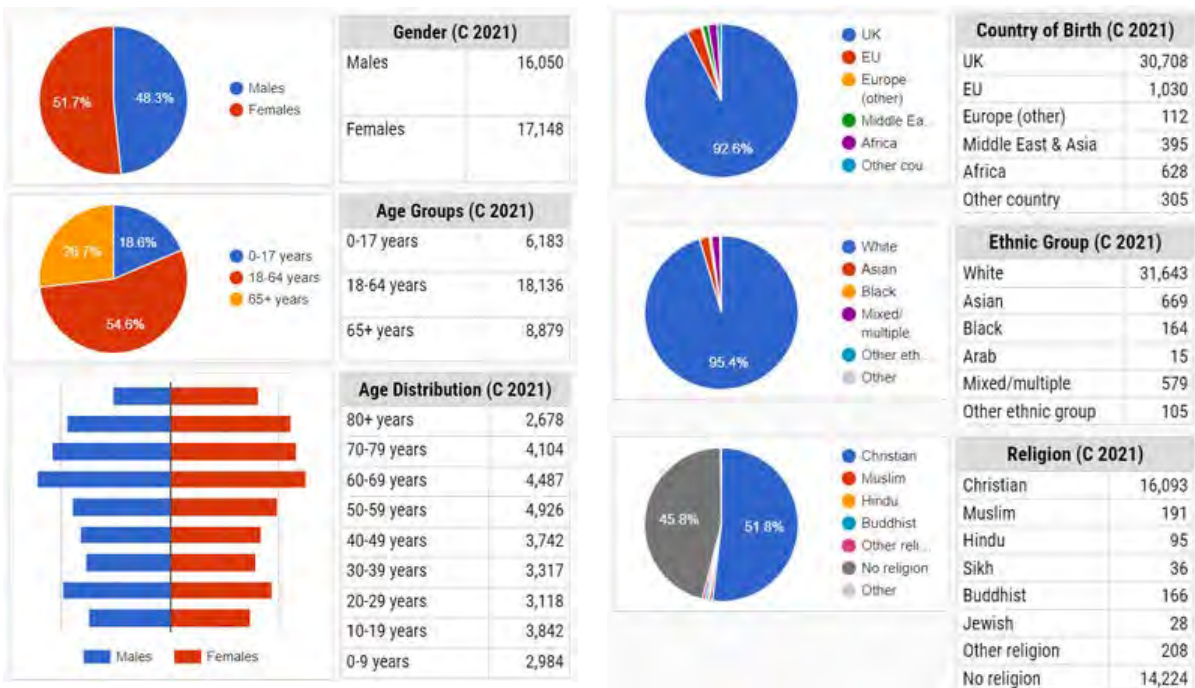 51.7%
48.3%
Males
Females
Gender (C 2021)
Males 16,050
Females 17,148
26.7%
18.6%
54.6%
0-17 years
18-64 years
65+ years
Age Groups (C 2021)
0-17 years 6,183
18-64 years 18,136
65+ years 8,879
Males
Females
Age Distribution (C 2021)
80+ years 2,678
70-79 years 4,104
60-69 years 4,487
50-59 years 4,926
40-49 years 3,742
30-39 years 3,317
20-29 years 3,118
10-19 years 3,842
0-9 years 2,984
92.6%
UK
EU
Europe
(other)
Middle Ea...
Africa
Other cou...
Country of Birth (C 2021)
UK 30,708
EU 1,030
Europe (other) 112
Middle East & Asia 395
Africa 628
Other country 305
95.4%
White
Asian
Black
Mixed/
multiple
Other eth...
Other
Ethnic Group (C 2021)
White 31,643
Asian 669
Black 164
Arab 15
Mixed/multiple 579
Other ethnic group 105
45.8%
51.8%
Christian
Muslim
Hindu
Buddhist
Other reli...
No religion
Other
Religion (C 2021)
Christian 16,093
Muslim 191
Hindu 95
Sikh 36
Buddhist 166
Jewish 28
Other religion 208
No religion 14,224